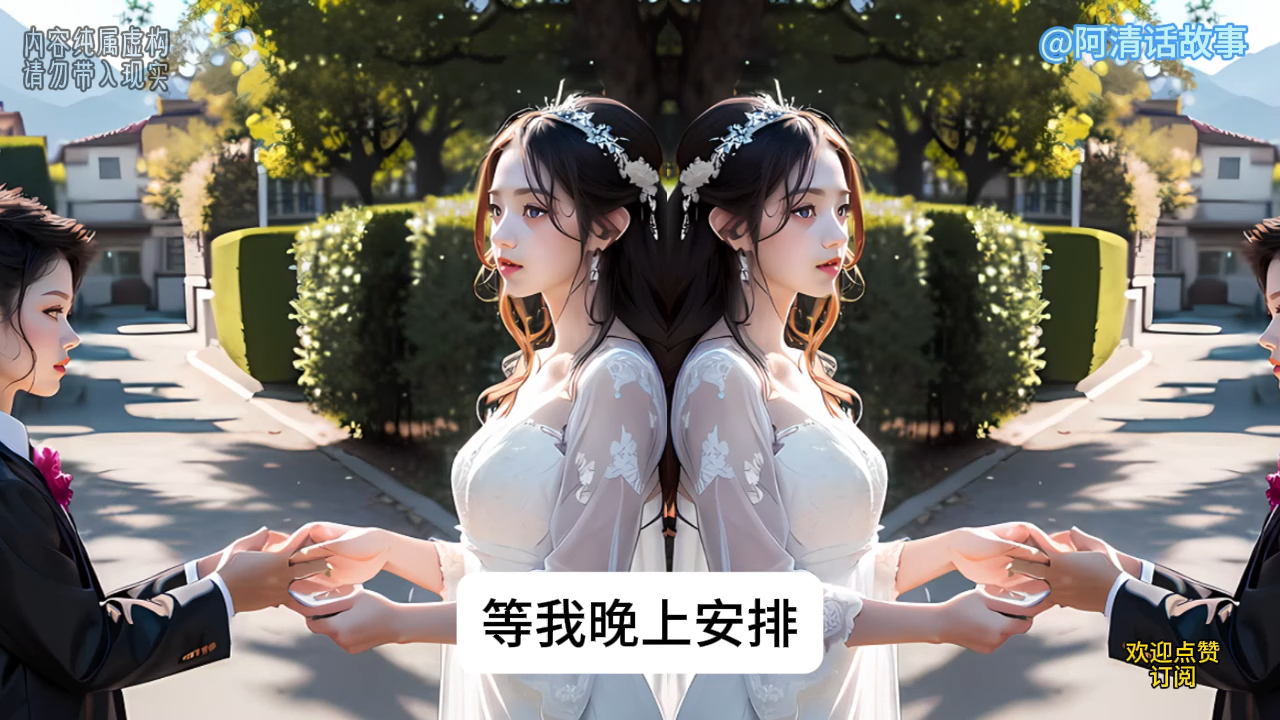 内容纯属虚构
请勿带入现实
@阿清话故事
等我晚上安排
欢迎点赞
订阅